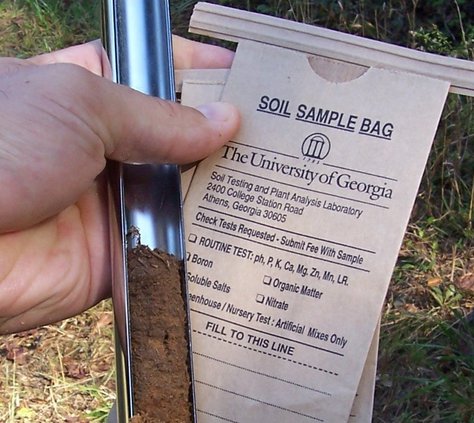 SOIL SAMPLE BAG
The University of Georgia
Soil Testing and Plant Analysis Laboratory
2400 College Station Road
Athens, Georgia 30605
Check Tests Requested - Submit Fee With Sample
ROUTINE TEST: ph, P, K, Ca, Mg, Zn, Mn, LR.
Boron Organic Matter
Soluble Salts Nitrate
enhouse / Nursery Test : Artificial Mixes Only
FILL TO THIS LINE